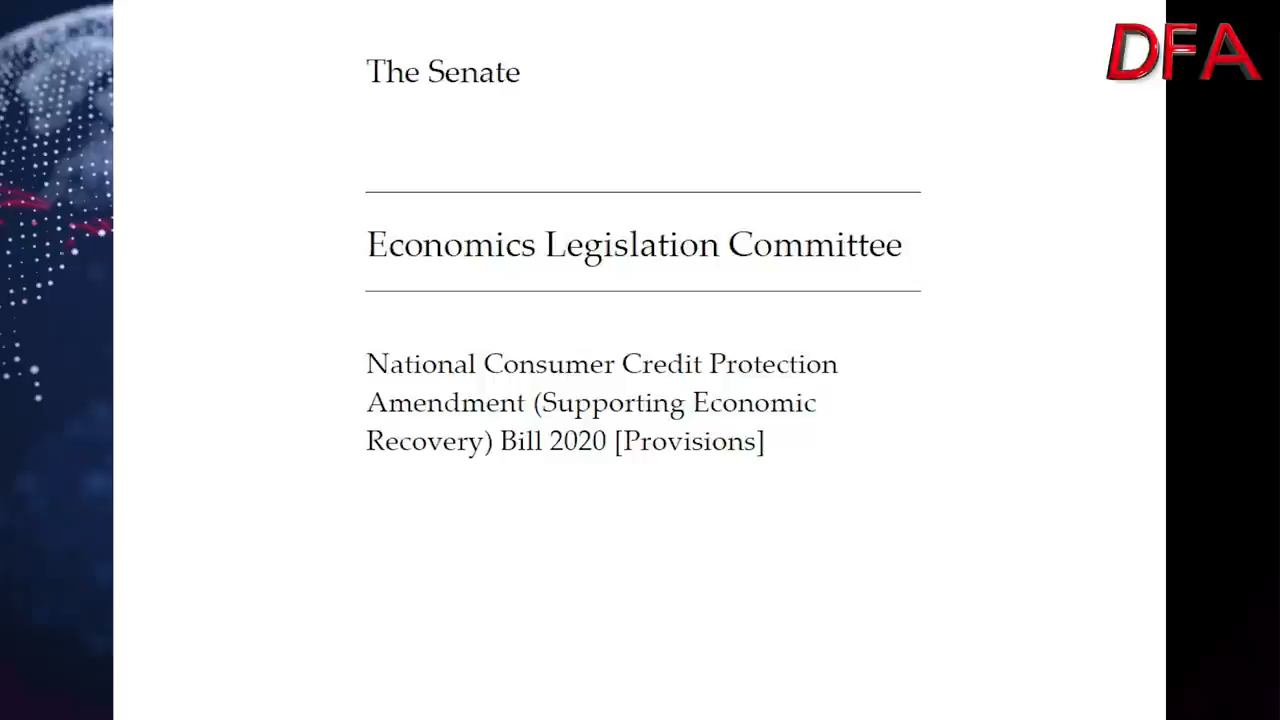 DFA
The Senate
Economics Legislation Committee
National Consumer Credit Protection
Amendment (Supporting Economic
Recovery) Bill 2020 [Provisions]